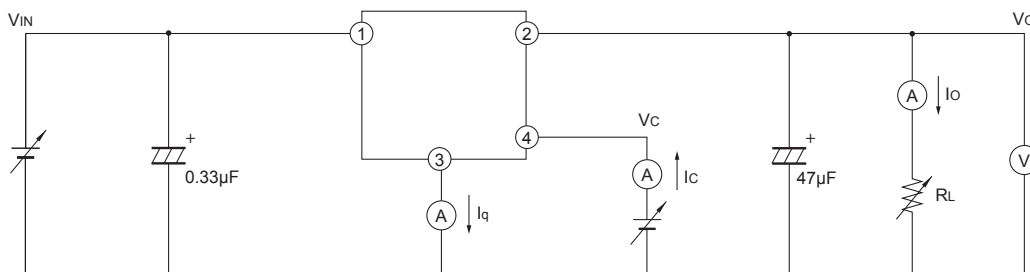 VIN
1
2
VO
A
IO
+
0.33µF
4
VC
3
A
IC
+
47µF
V
A
Iq
RL